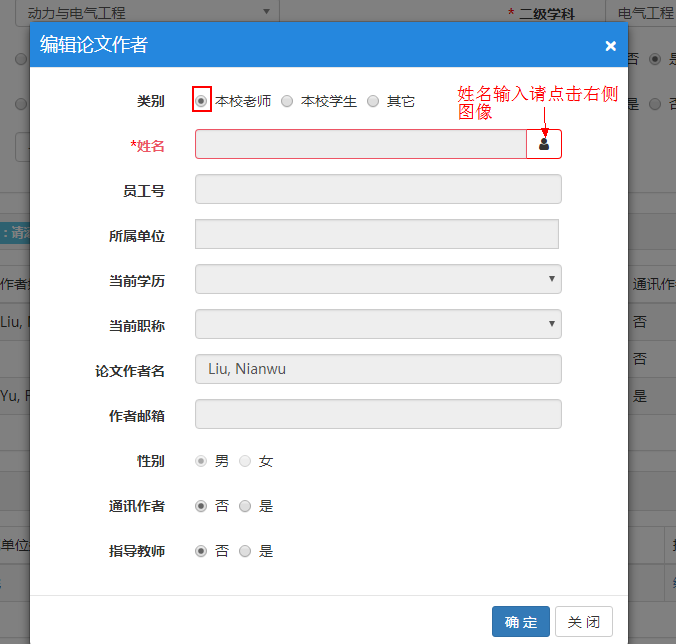 动力与电气工程
* 二级学科
电气工程
编辑论文作者
×
类别 本校老师 本校学生 其它
姓名输入请点击右侧
图像
*姓名
员工号
所属单位
当前学历
当前职称
论文作者名 Liu, Nianwu
作者邮箱
性别 男 女
通讯作者 否 是
指导教师 否 是
确 定 关 闭
否
是
作者
通讯作
Liu,
否
否
Yu,
是
单位